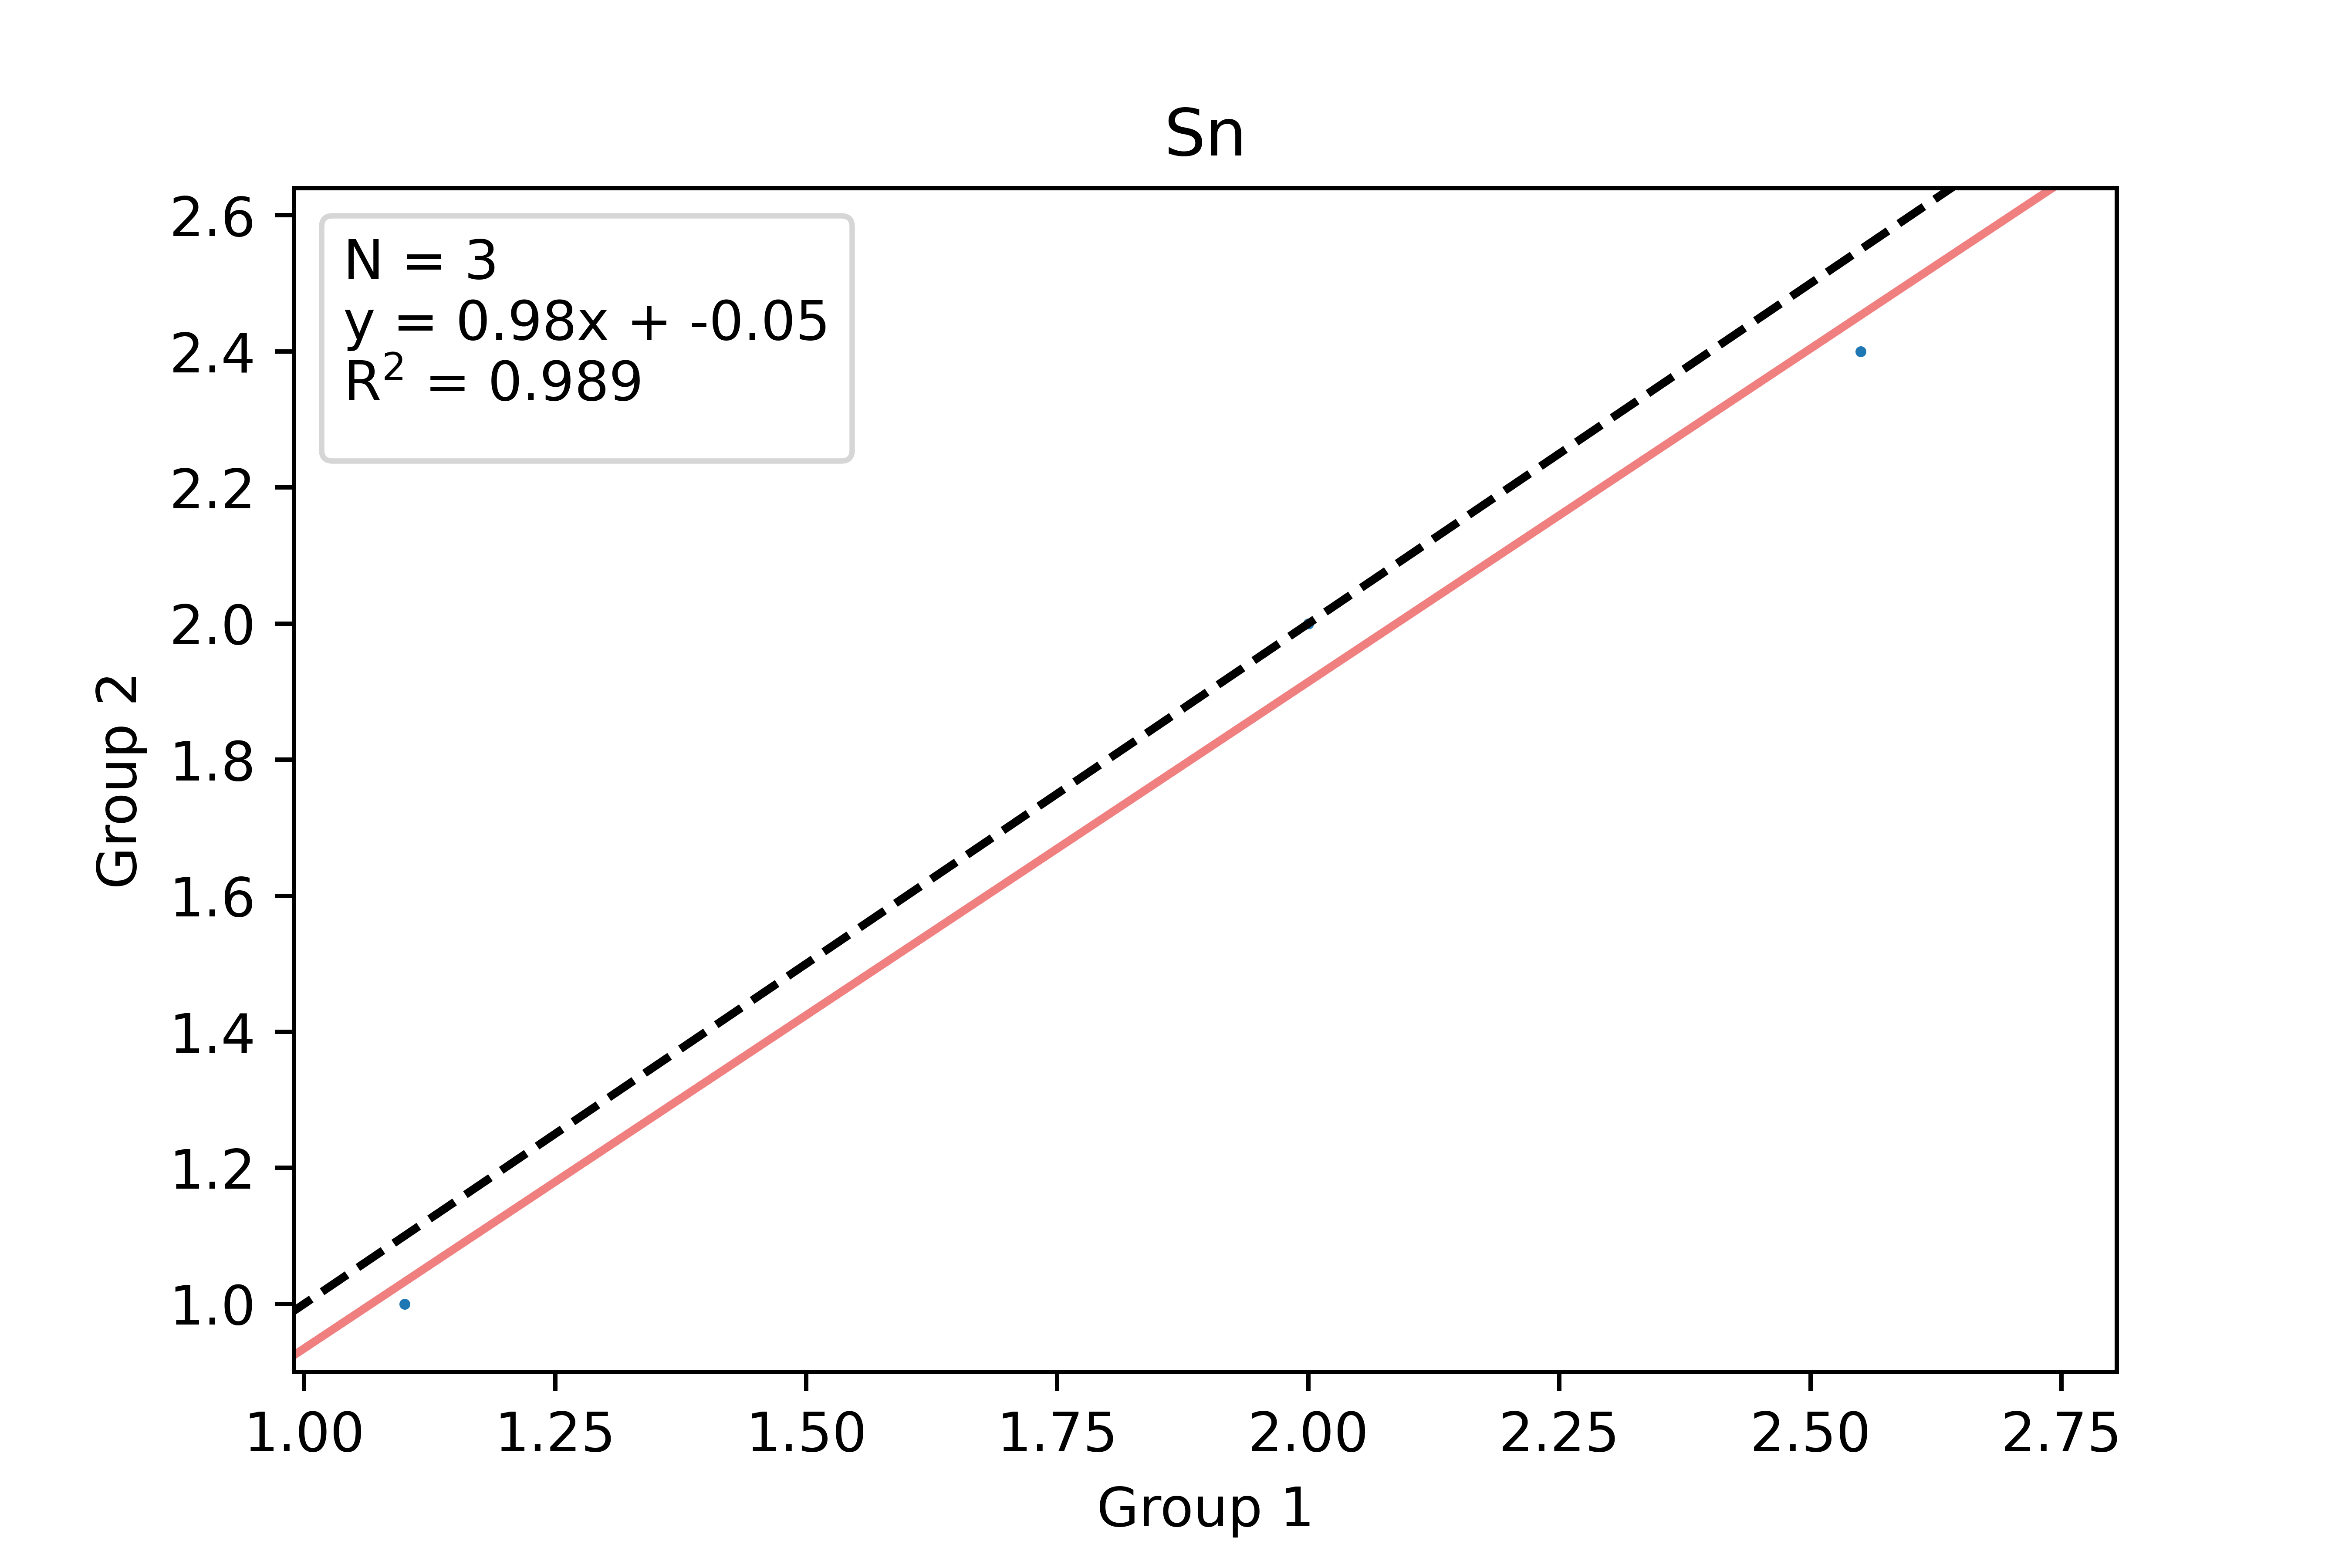 Sn
N = 3
y = 0.98x + -0.05
R² = 0.989
2.6
2.4
2.2
2.0
1.8
1.6
1.4
1.2
1.0
Group 2
1.00 1.25 1.50 1.75 2.00 2.25 2.50 2.75
Group 1